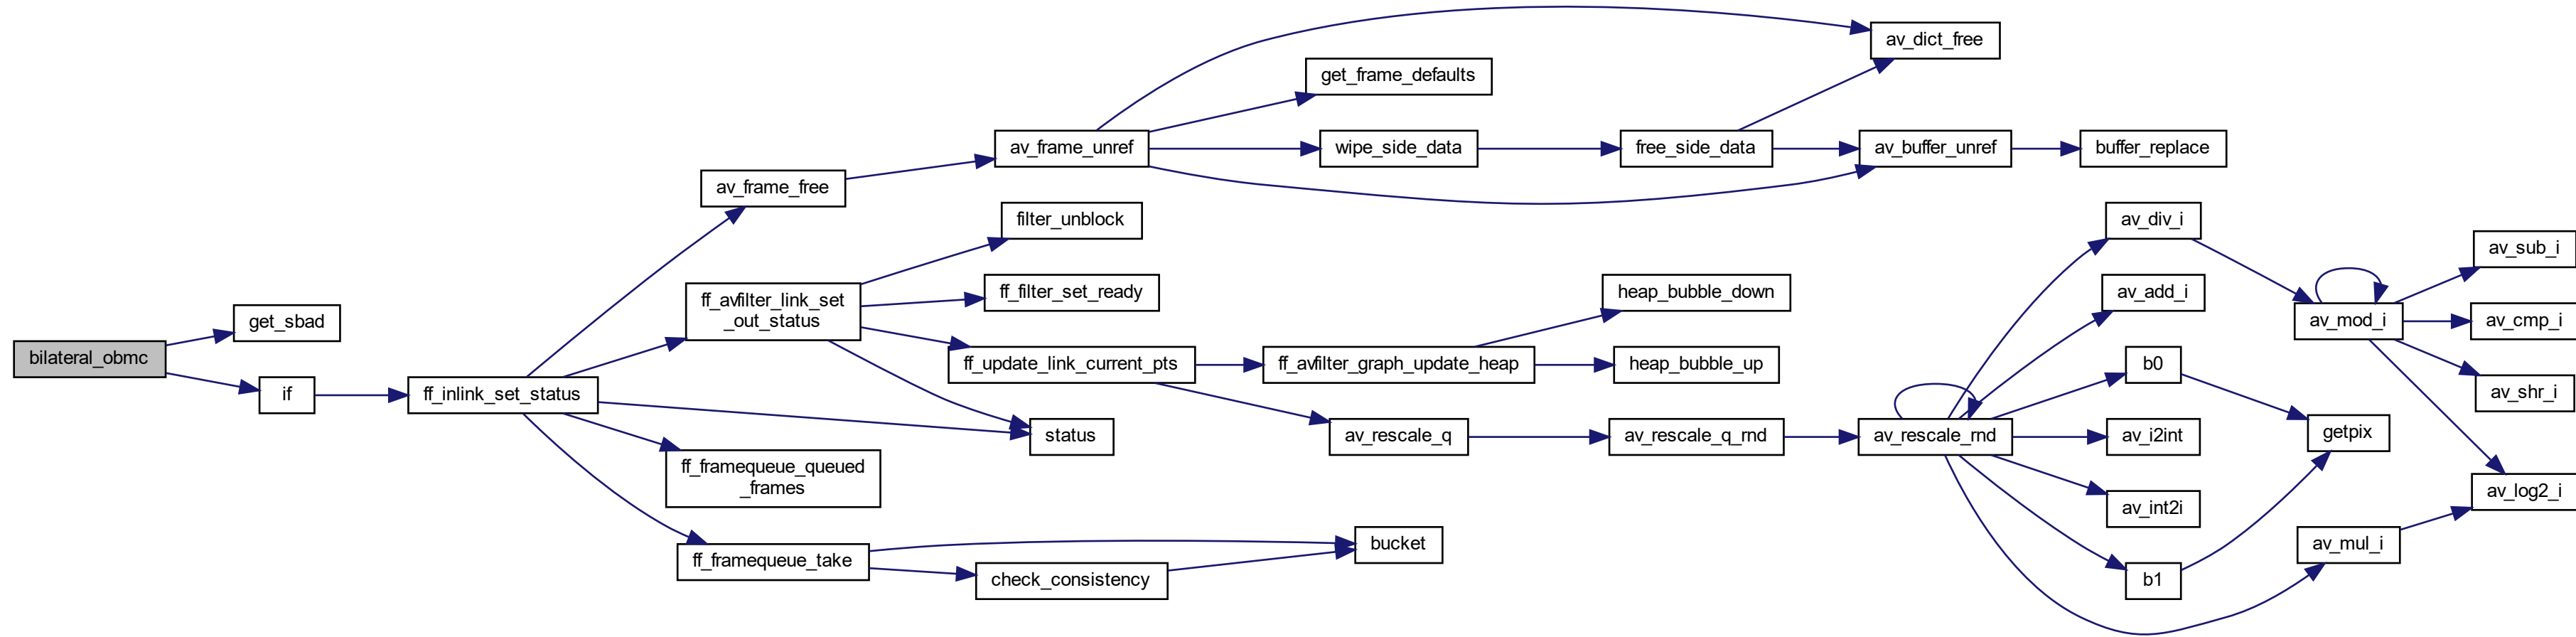 bilateral_obmc
get_sbad
if
ff_inlink_set_status
av_frame_free
ff_avfilter_link_set
_out_status
ff_framequeue_queued
_frames
ff_framequeue_take
av_frame_unref
filter_unblock
ff_filter_set_ready
ff_update_link_current_pts
status
check_consistency
get_frame_defaults
wipe_side_data
ff_avfilter_graph_update_heap
av_rescale_q
bucket
free_side_data
heap_bubble_down
heap_bubble_up
av_rescale_q_rnd
av_dict_free
av_buffer_unref
av_rescale_rnd
buffer_replace
av_div_i
av_add_i
b0
av_i2int
av_int2i
b1
av_mod_i
getpix
av_mul_i
av_sub_i
av_cmp_i
av_shr_i
av_log2_i